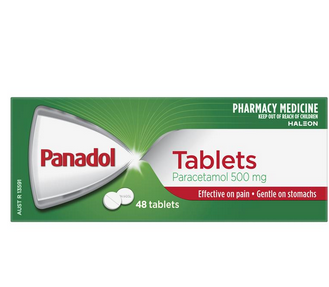 PHARMACY MEDICINE
KEEP OUT OF REACH OF CHILDREN
HALEON
Panadol
Tablets
Paracetamol 500 mg
Effective on pain • Gentle on stomachs
48 tablets
AUST R 13591